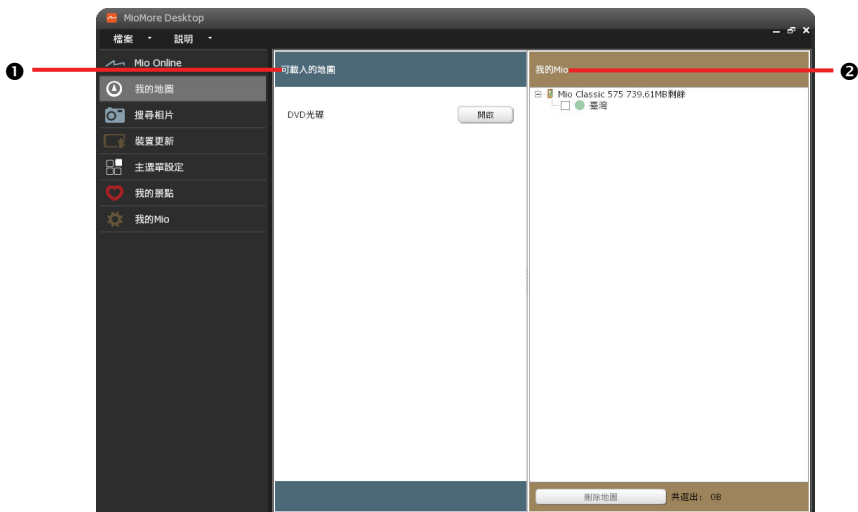 MioMore Desktop
檔案 説明
❶
❷
Mio Online
我的地圖
搜尋相片
裝置更新
主選單設定
我的景點
我的Mio
可載入的地圖
DVD光碟
開啟
我的Mio
Mio Classic 575 739.61MB剩餘
臺灣
刪除地圖
共選出: 0B